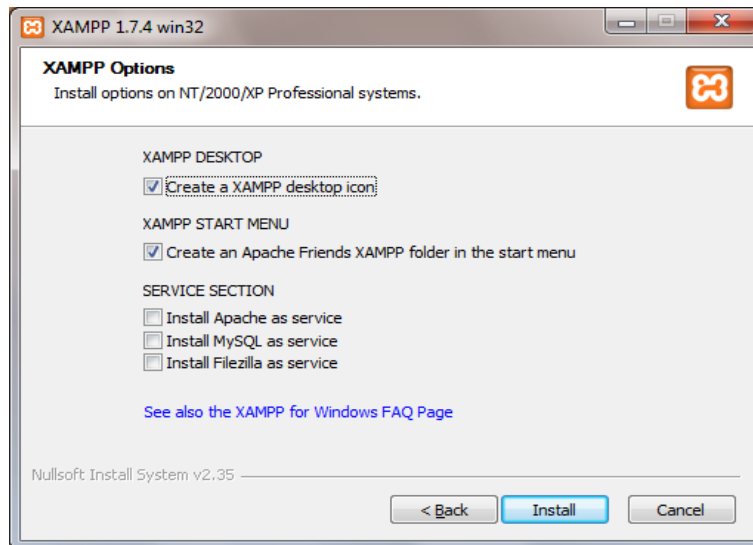 XAMPP 1.7.4 win32
XAMPP Options
Install options on NT/2000/XP Professional systems.
XAMPP DESKTOP
Create a XAMPP desktop icon
XAMPP START MENU
Create an Apache Friends XAMPP folder in the start menu
SERVICE SECTION
Install Apache as service
Install MySQL as service
Install Filezilla as service
See also the XAMPP for Windows FAQ Page
Nullsoft Install System v2.35
< Back Install Cancel